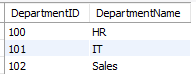 DepartmentID DepartmentName
100 HR
101 IT
102 Sales